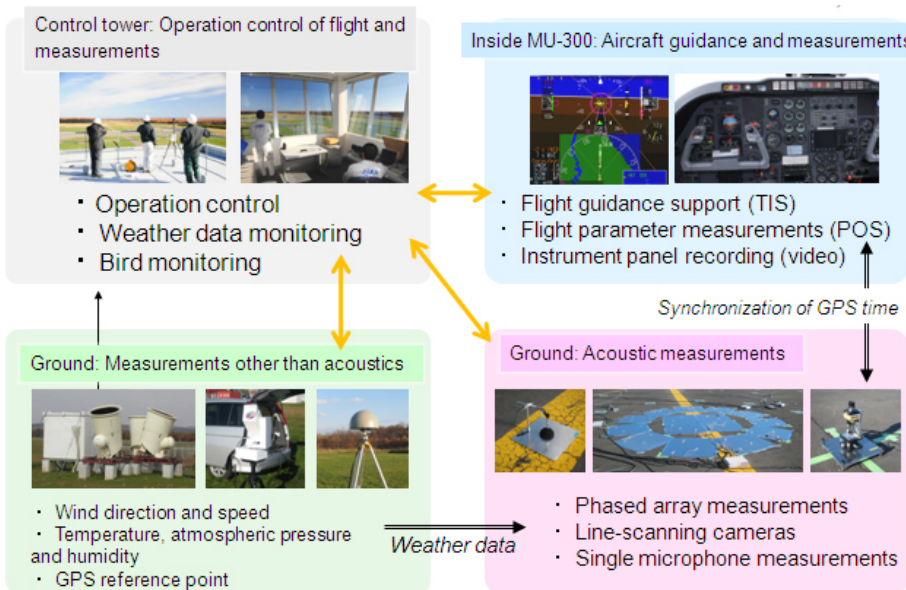 Control tower: Operation control of flight and
measurements
Inside MU-300: Aircraft guidance and measurements
・ Operation control
・ Weather data monitoring
・ Bird monitoring
・ Flight guidance support (TIS)
・ Flight parameter measurements (POS)
・ Instrument panel recording (video)
Synchronization of GPS time
Ground: Measurements other than acoustics
Ground: Acoustic measurements
・ Wind direction and speed
・ Temperature, atmospheric pressure
and humidity
・ GPS reference point
Weather data
・ Phased array measurements
・ Line-scanning cameras
・ Single microphone measurements